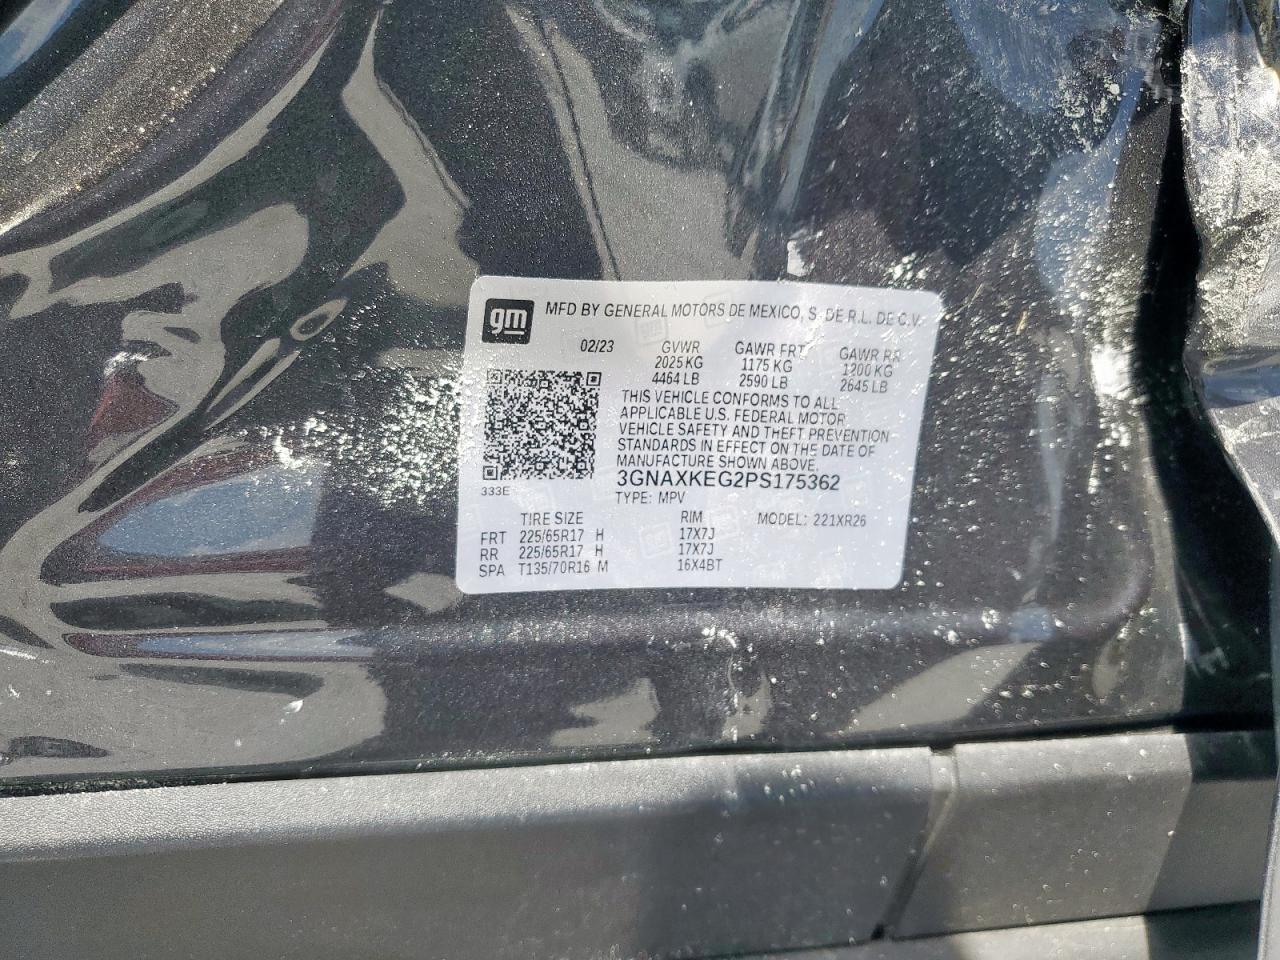 gm MFD BY GENERAL MOTORS DE MEXICO, S. DE R.L. DE C.V.
02/23 GVWR GAWR FRT GAWR RR
2025 KG 1175 KG 1200 KG
4464 LB 2590 LB 2645 LB
THIS VEHICLE CONFORMS TO ALL
APPLICABLE U.S. FEDERAL MOTOR
VEHICLE SAFETY AND THEFT PREVENTION
STANDARDS IN EFFECT ON THE DATE OF
MANUFACTURE SHOWN ABOVE.
333E 3GNAXKEG2PS175362
TYPE: MPV
TIRE SIZE RIM MODEL: 221XR26
FRT 225/65R17 H 17X7J
RR 225/65R17 H 17X7J
SPA T135/70R16 M 16X4BT